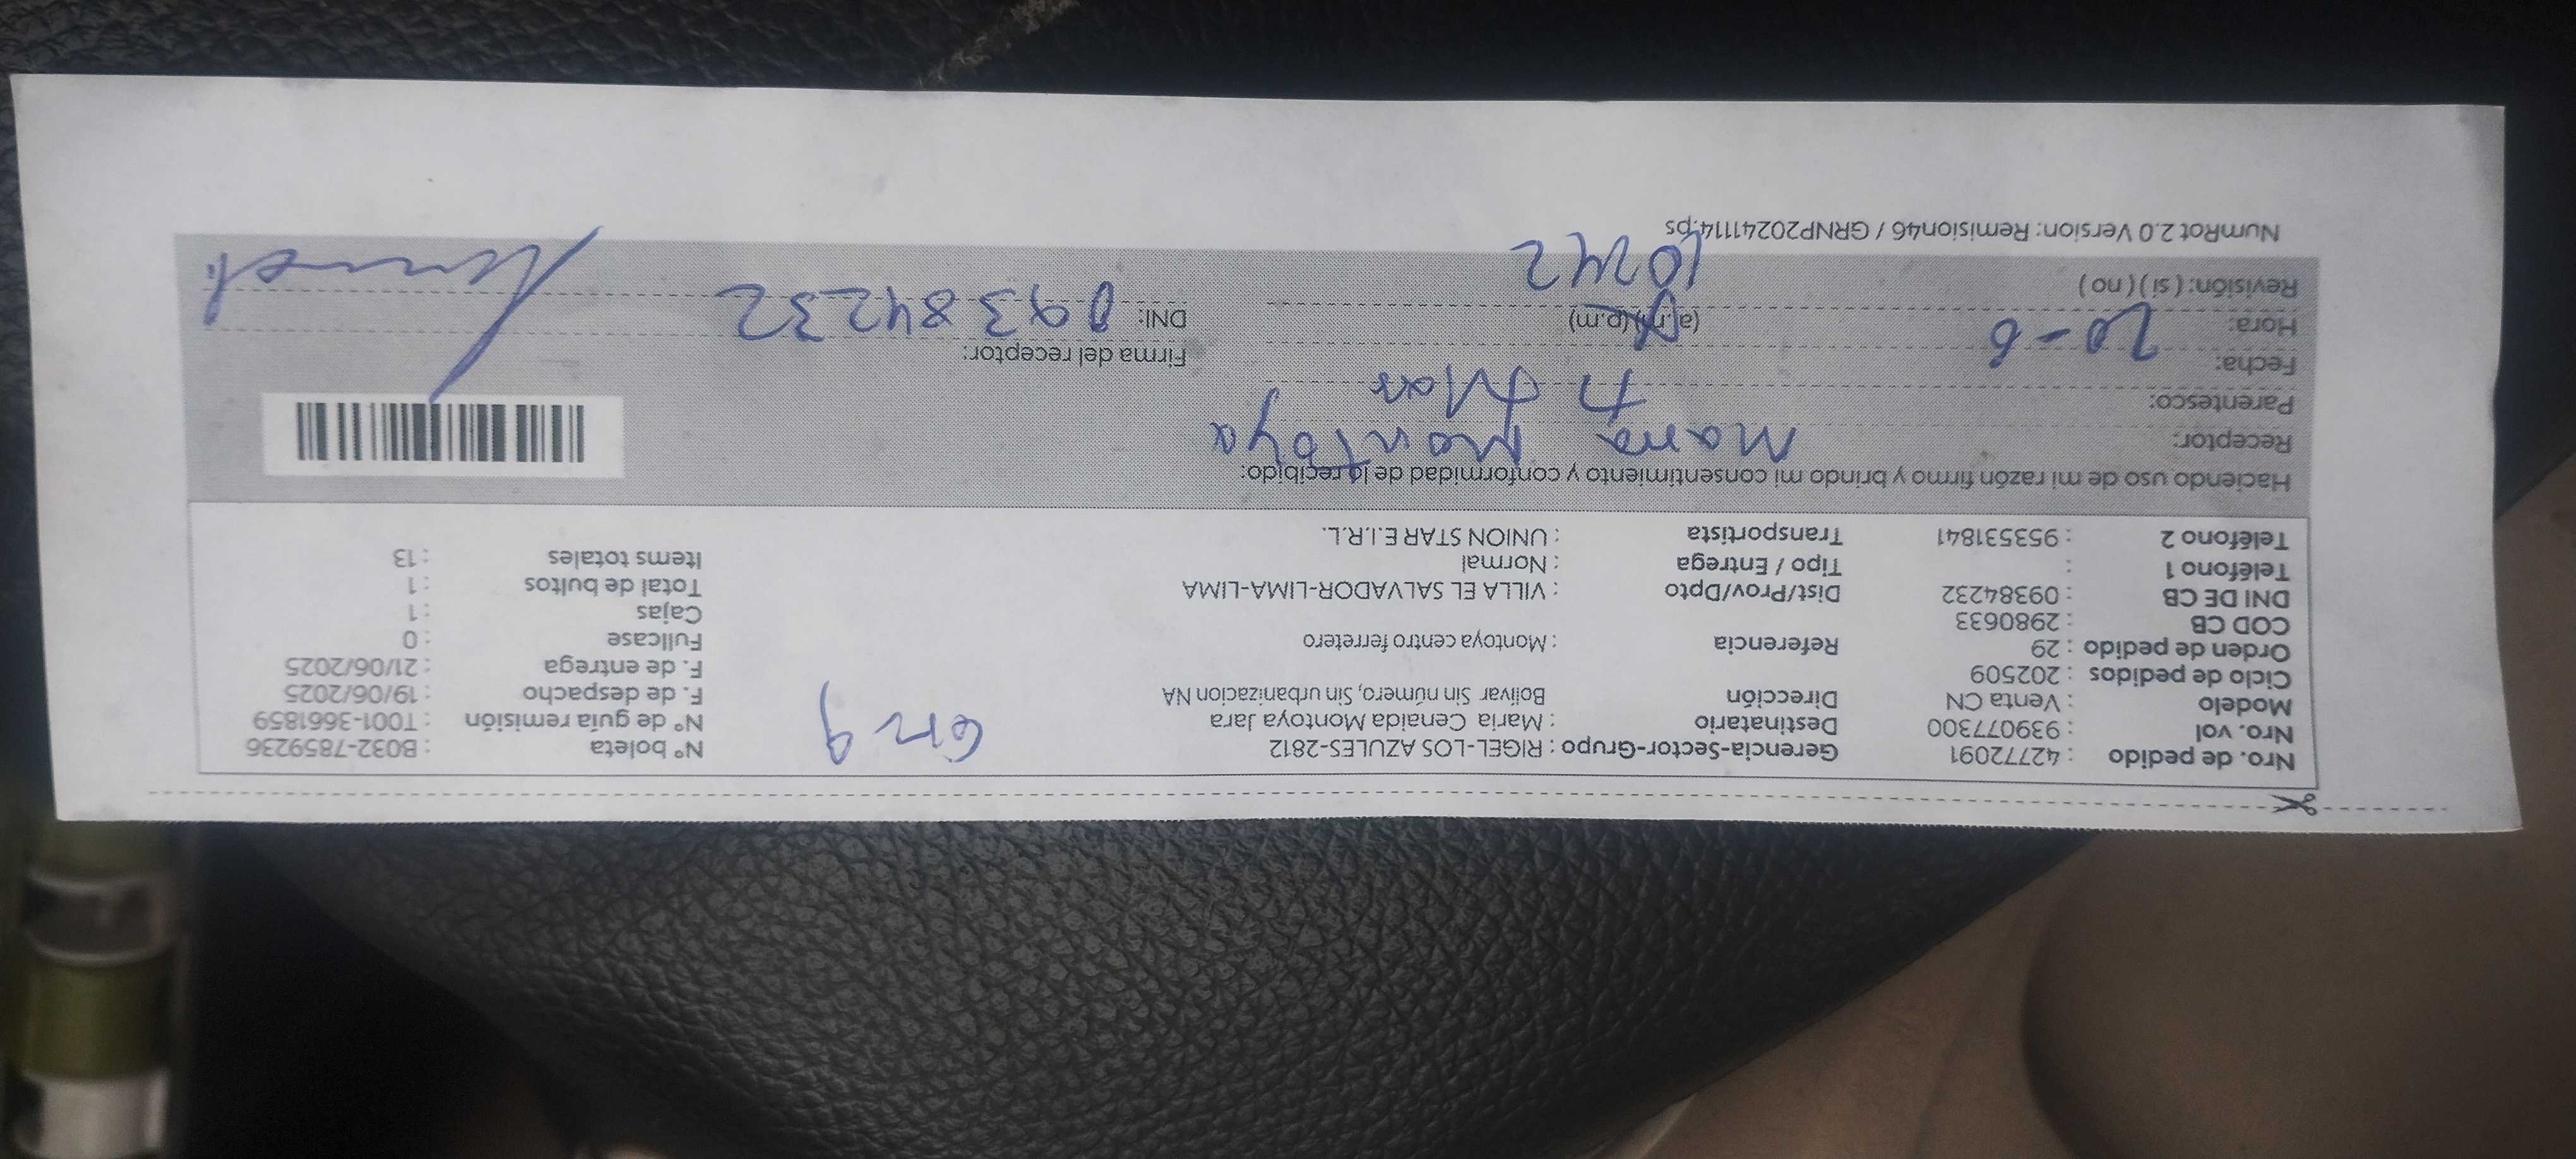 Nro. de pedido : 42772091 Gerencia-Sector-Grupo : RIGEL-LOS AZULES-2812 Nº boleta : B032-7859236
Nro. vol : 939077300 Destinatario : Maria Cenaida Montoya Jara Nº de guía remisión : T001-3661859
Modelo : Venta CN Dirección Bolivar Sin número, Sin urbanizacion NA F. de despacho : 19/06/2025
Ciclo de pedidos : 202509 F. de entrega : 21/06/2025
Orden de pedido : 29 Referencia : Montoya centro ferretero Fullcase : 0
COD CB : 2980633 Cajas : 1
DNI DE CB : 09384232 Dist/Prov/Dpto : VILLA EL SALVADOR-LIMA-LIMA Total de bultos : 1
Teléfono 1 : Tipo / Entrega : Normal Items totales : 13
Teléfono 2 : 953531841 Transportista : UNION STAR E.I.R.L.
Haciendo uso de mi razón firmo y brindo mi consentimiento y conformidad de lo recibido:
Receptor: Maria Montoya
Parentesco:
Fecha: 20-6 Firma del receptor:
Hora: (a.m) (p.m) DNI: 09384232
Revisión: ( si ) ( no ) 10242
NumRot 2.0 Version: Remision46 / GRNP20241114.ps